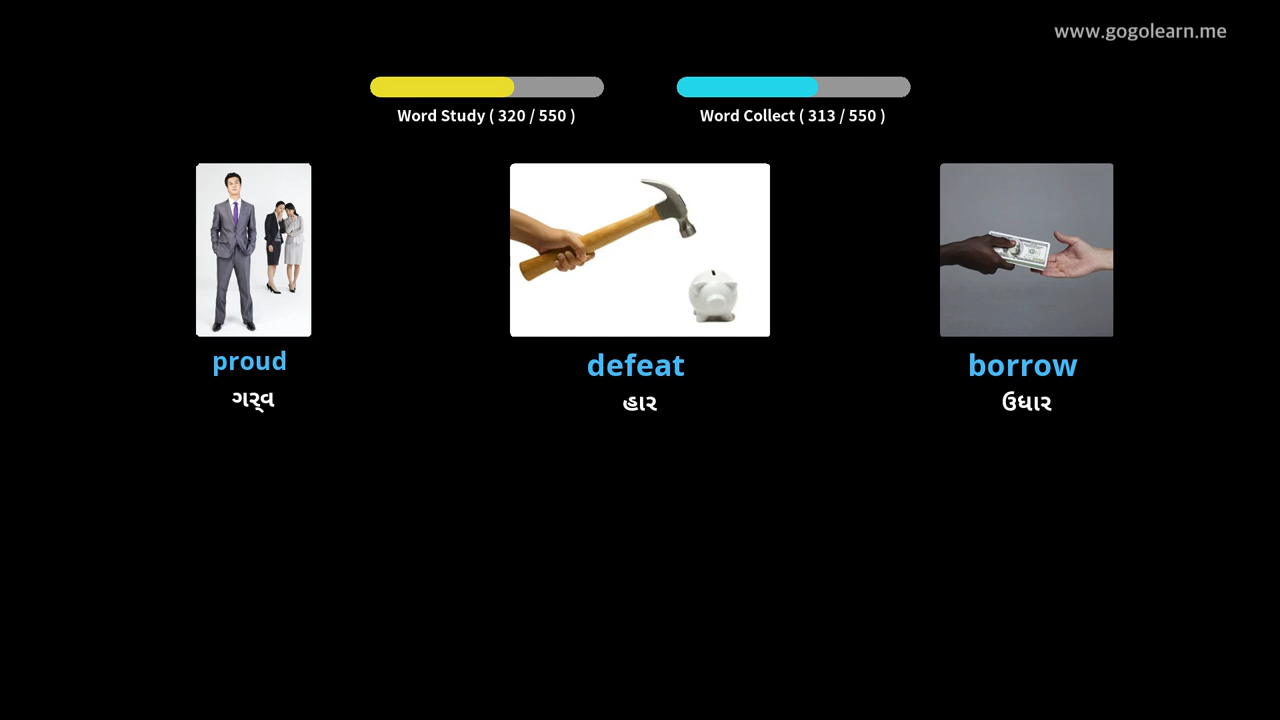 www.gogolearn.me
Word Study ( 320 / 550 )
Word Collect ( 313 / 550 )
proud
ગર્વ
defeat
હાર
borrow
ઉધાર